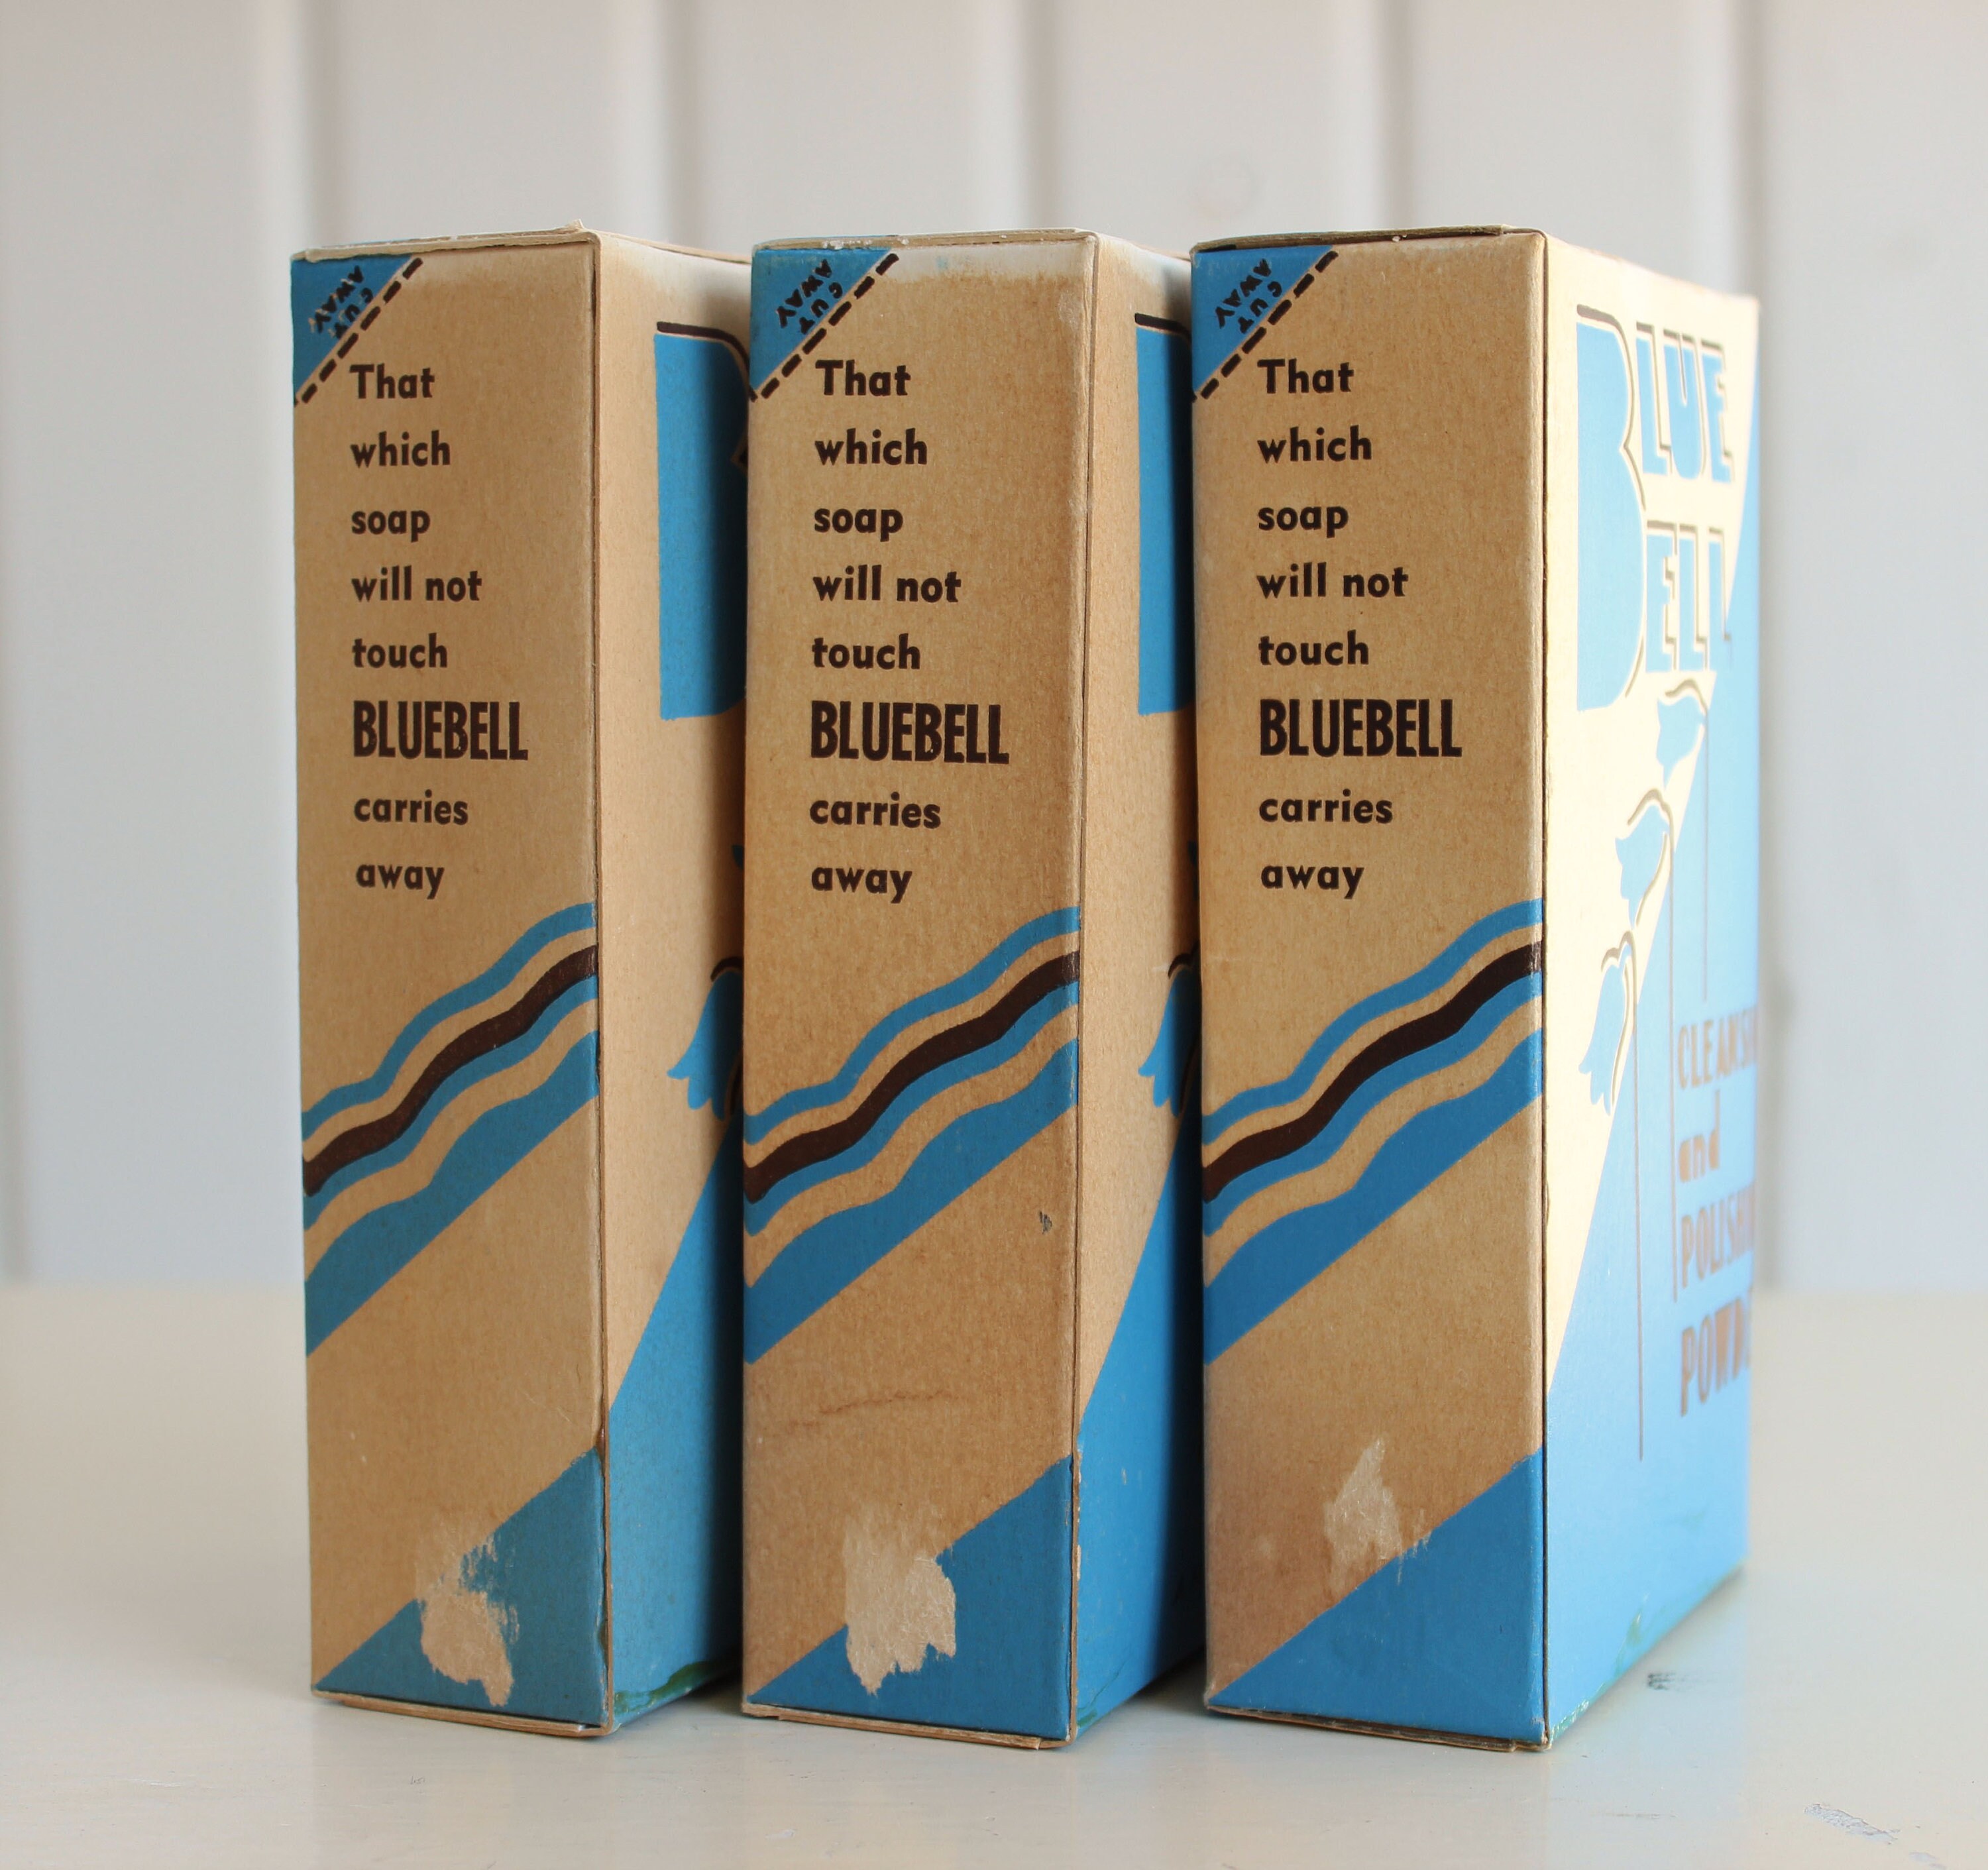 CUT
AWAY
That
which
soap
will not
touch
BLUEBELL
carries
away
CUT
AWAY
That
which
soap
will not
touch
BLUEBELL
carries
away
CUT
AWAY
That
which
soap
will not
touch
BLUEBELL
carries
away
BLUE
BELL
and